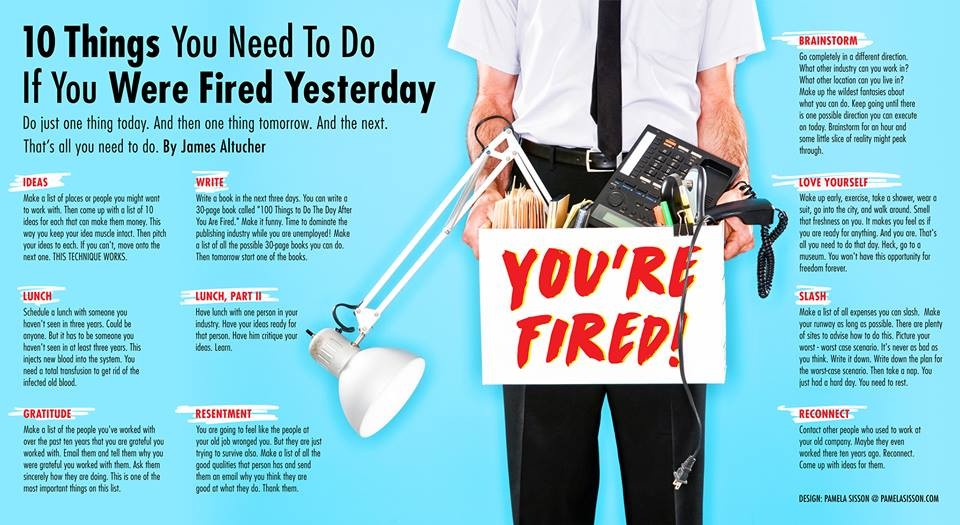 10 Things You Need To Do
If You Were Fired Yesterday
Do just one thing today. And then one thing tomorrow. And the next.
That's all you need to do. By James Altucher
IDEAS
Make a list of places or people you might want
to work with. Then come up with a list of 10
ideas for each that can make them money. This
way you keep your idea muscle intact. Then pitch
your ideas to each. If you can't, move onto the
next one. THIS TECHNIQUE WORKS.
WRITE
Write a book in the next three days. You can write a
30-page book called "100 Things to Do The Day After
You Are Fired." Make it funny. Time to dominate the
publishing industry while you are unemployed! Make
a list of all the possible 30-page books you can do.
Then tomorrow start one of the books.
LUNCH
Schedule a lunch with someone you
haven't seen in three years. Could be
anyone. But it has to be someone you
haven't seen in at least three years. This
injects new blood into the system. You
need a total transfusion to get rid of the
infected old blood.
LUNCH, PART II
Have lunch with one person in your
industry. Have your ideas ready for
that person. Have him critique your
ideas. Learn.
GRATITUDE
Make a list of the people you've worked with
over the past ten years that you are grateful you
worked with. Email them and tell them why you
were grateful you worked with them. Ask them
sincerely how they are doing. This is one of the
most important things on this list.
RESENTMENT
You are going to feel like the people at
your old job wronged you. But they are just
trying to survive also. Make a list of all the
good qualities that person has and send
them an email why you think they are
good at what they do. Thank them.
YOU'RE
FIRED!
BRAINSTORM
Go completely in a different direction.
What other industry can you work in?
What other location can you live in?
Make up the wildest fantasies about
what you can do. Keep going until there
is one possible direction you can execute
on today. Brainstorm for an hour and
some little slice of reality might peek
through.
LOVE YOURSELF
Wake up early, exercise, take a shower, wear a
suit, go into the city, and walk around. Smell
that freshness on you. It makes you feel as if
you are ready for anything. And you are. That's
all you need to do that day. Heck, go to a
museum. You won't have this opportunity for
freedom forever.
SLASH
Make a list of all expenses you can slash. Make
your runway as long as possible. There are plenty
of sites to advise how to do this. Picture your
worst - worst case scenario. It's never as bad as
you think. Write it down. Write down the plan for
the worst-case scenario. Then take a nap. You
just had a hard day. You need to rest.
RECONNECT
Contact other people who used to work at
your old company. Maybe they even
worked there ten years ago. Reconnect.
Come up with ideas for them.
DESIGN: PAMELA SISSON @ PAMELASISSON.COM